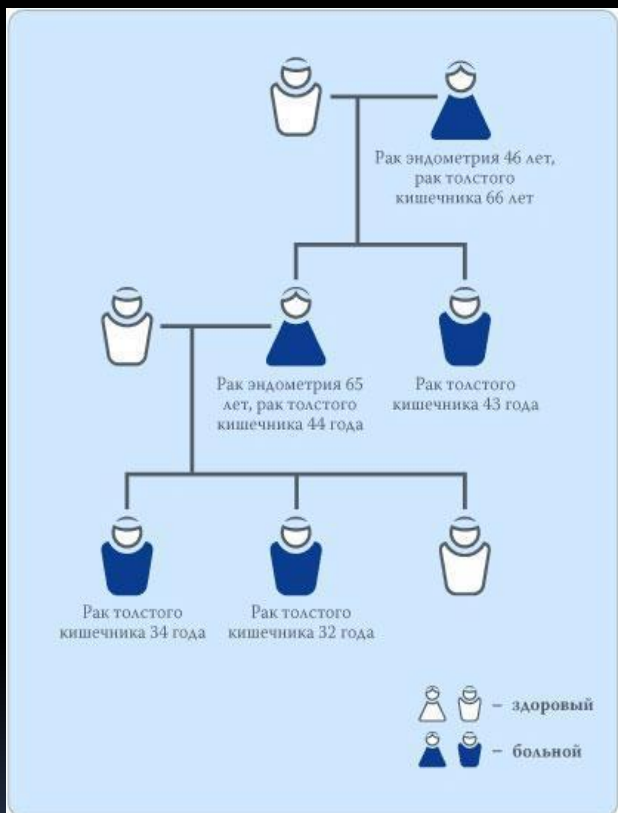 Рак эндометрия 46 лет,
рак толстого
кишечника 66 лет
Рак эндометрия 65
лет, рак толстого
кишечника 44 года
Рак толстого
кишечника 43 года
Рак толстого
кишечника 34 года
Рак толстого
кишечника 32 года
– здоровый
– больной